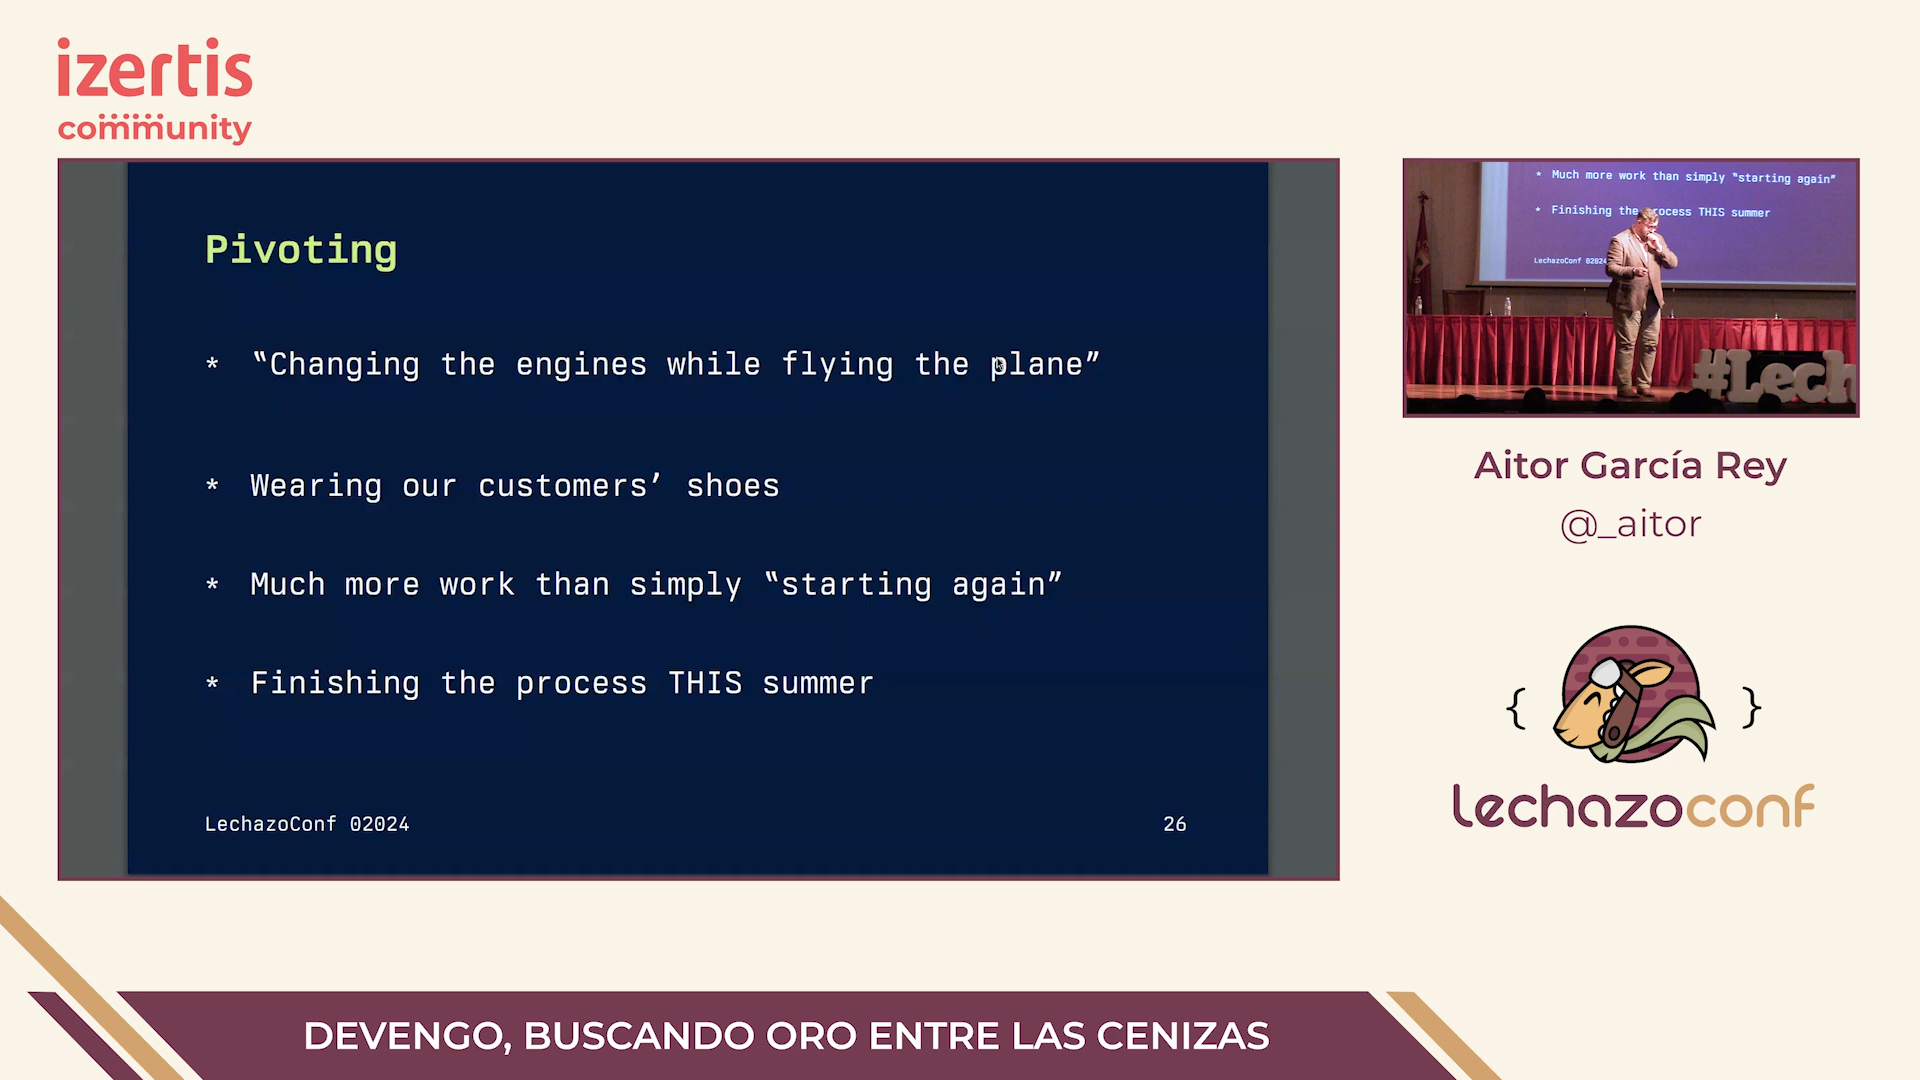 izertis
community
Pivoting
* “Changing the engines while flying the plane”
* Wearing our customers’ shoes
* Much more work than simply “starting again”
* Finishing the process THIS summer
LechazoConf 02024
26
* Much more work than simply “starting again”
* Finishing the process THIS summer
LechazoConf 02024
#Lech
Aitor García Rey
@_aitor
{ }
lechazoconf
DEVENGO, BUSCANDO ORO ENTRE LAS CENIZAS